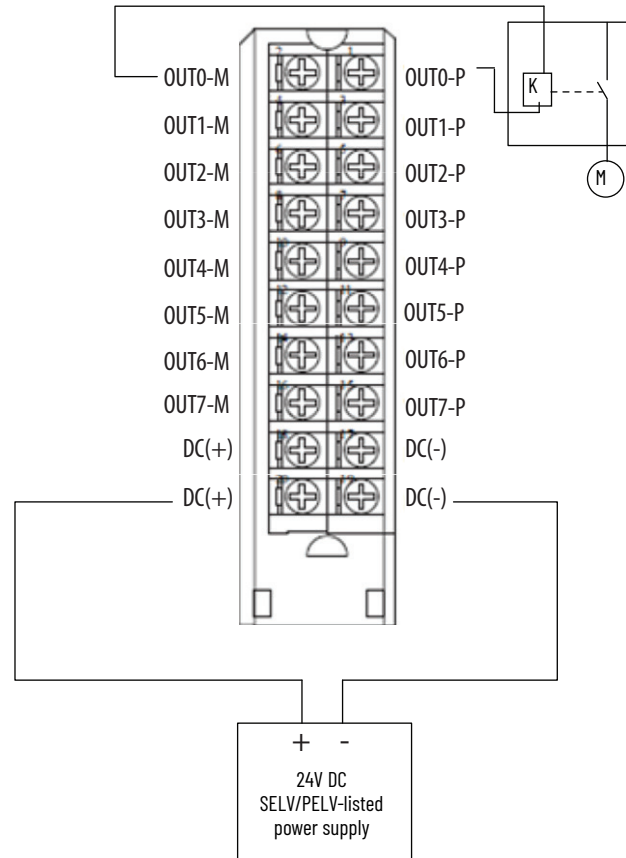 OUT0-M OUT0-P K
OUT1-M OUT1-P
OUT2-M OUT2-P
M
OUT3-M OUT3-P
OUT4-M OUT4-P
OUT5-M OUT5-P
OUT6-M OUT6-P
OUT7-M OUT7-P
DC(+) DC(-)
DC(+) DC(-)
+ -
24V DC
SELV/PELV-listed
power supply